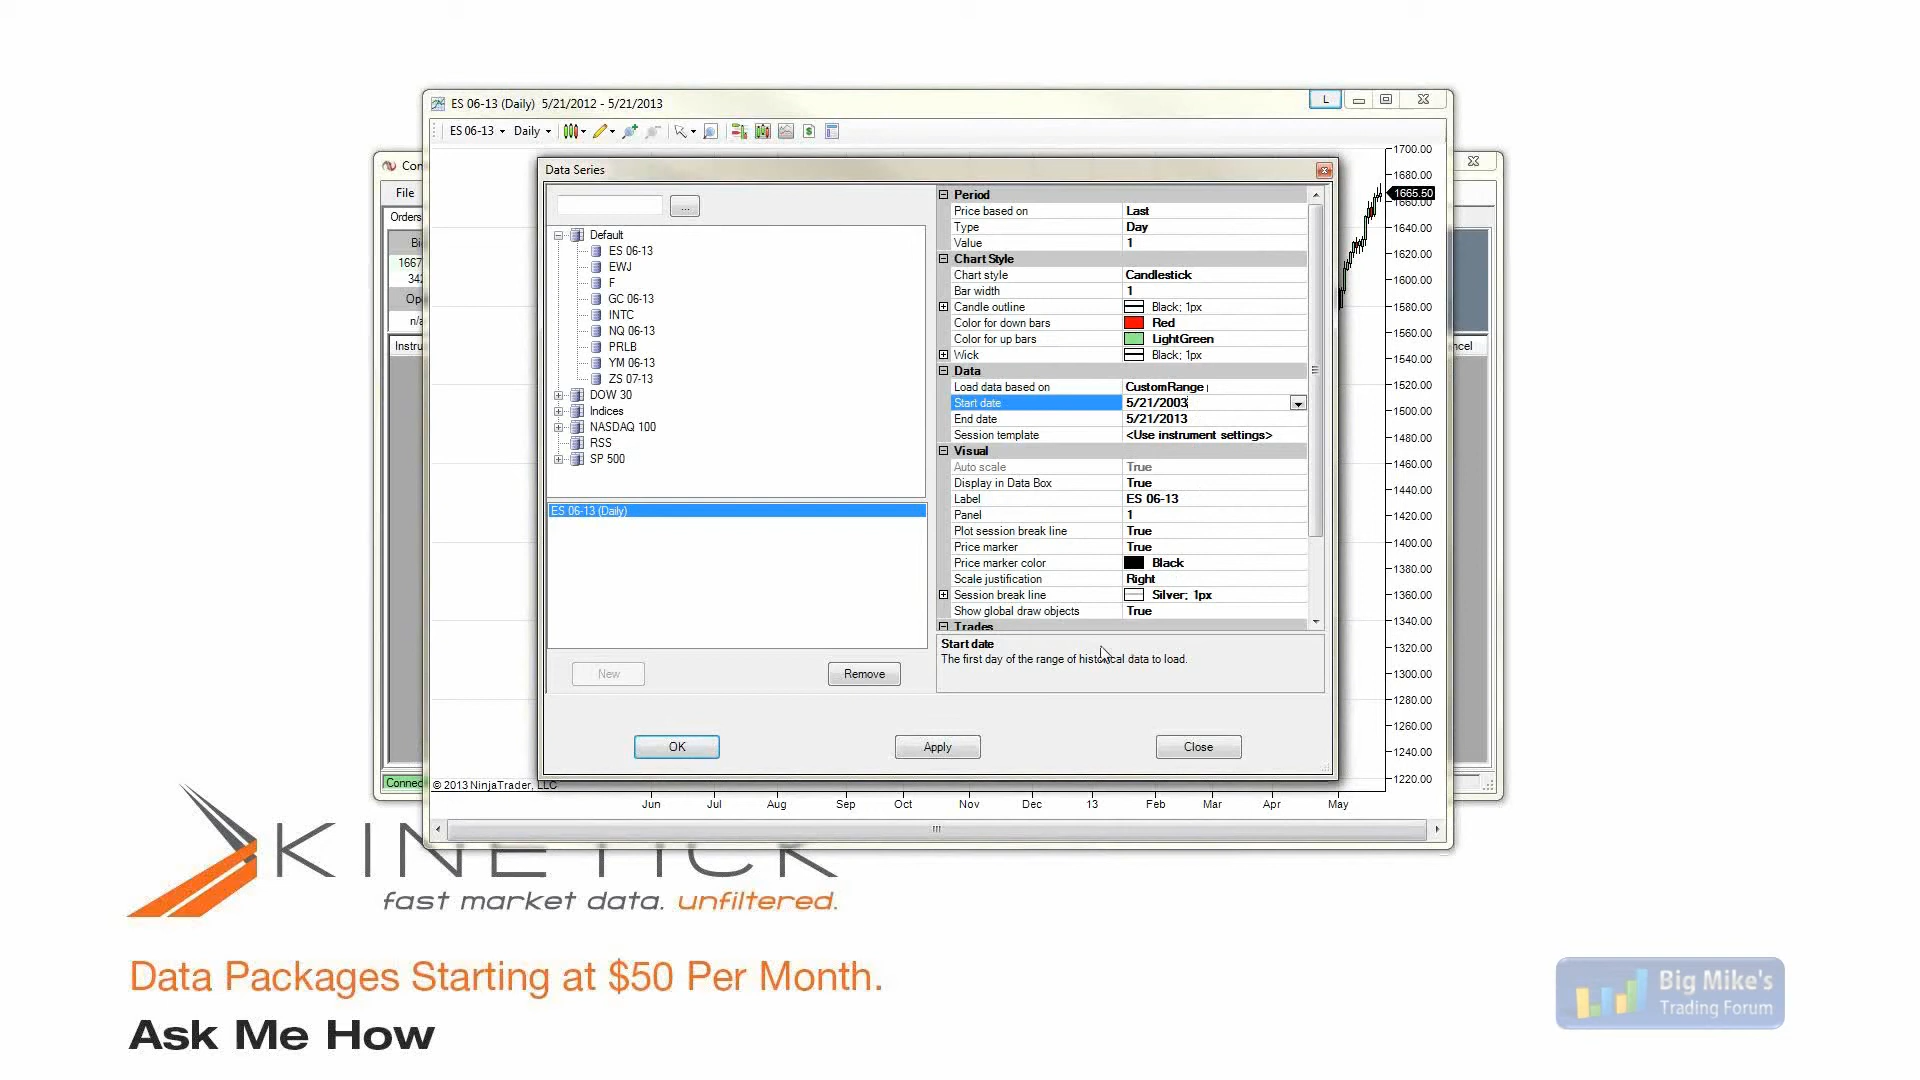 ES 06-13 (Daily) 5/21/2012 - 5/21/2013
L
ES 06-13 Daily
Con
File
Orders
Bi
1667
342
Op
n/a
Instru
Connec
ncel
Data Series
...
Default
ES 06-13
EWJ
F
GC 06-13
INTC
NQ 06-13
PRLB
YM 06-13
ZS 07-13
DOW 30
Indices
NASDAQ 100
RSS
SP 500
ES 06-13 (Daily)
New
Remove
Period
Price based on Last
Type Day
Value 1
Chart Style
Chart style Candlestick
Bar width 1
Candle outline Black; 1px
Color for down bars Red
Color for up bars LightGreen
Wick Black; 1px
Data
Load data based on CustomRange
Start date 5/21/2003
End date 5/21/2013
Session template <Use instrument settings>
Visual
Auto scale True
Display in Data Box True
Label ES 06-13
Panel 1
Plot session break line True
Price marker True
Price marker color Black
Scale justification Right
Session break line Silver; 1px
Show global draw objects True
Trades
Start date
The first day of the range of historical data to load.
OK
Apply
Close
1700.00
1680.00
1665.50
1660.00
1640.00
1620.00
1600.00
1580.00
1560.00
1540.00
1520.00
1500.00
1480.00
1460.00
1440.00
1420.00
1400.00
1380.00
1360.00
1340.00
1320.00
1300.00
1280.00
1260.00
1240.00
1220.00
© 2013 NinjaTrader, LLC
Jun Jul Aug Sep Oct Nov Dec 13 Feb Mar Apr May
KINETICK
fast market data. unfiltered.
Data Packages Starting at $50 Per Month.
Ask Me How
Big Mike's
Trading Forum